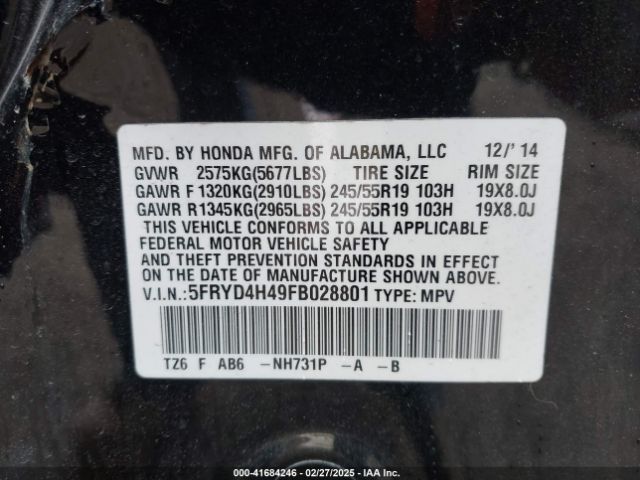 MFD. BY HONDA MFG. OF ALABAMA, LLC 12/'14
GVWR 2575KG(5677LBS) TIRE SIZE RIM SIZE
GAWR F 1320KG(2910LBS) 245/55R19 103H 19X8.0J
GAWR R1345KG(2965LBS) 245/55R19 103H 19X8.0J
THIS VEHICLE CONFORMS TO ALL APPLICABLE
FEDERAL MOTOR VEHICLE SAFETY
AND THEFT PREVENTION STANDARDS IN EFFECT
ON THE DATE OF MANUFACTURE SHOWN ABOVE.
V.I.N.:5FRYD4H49FB028801 TYPE: MPV
TZ6 F AB6 -NH731P -A -B
000-41684246 - 02/27/2025 - IAA Inc.